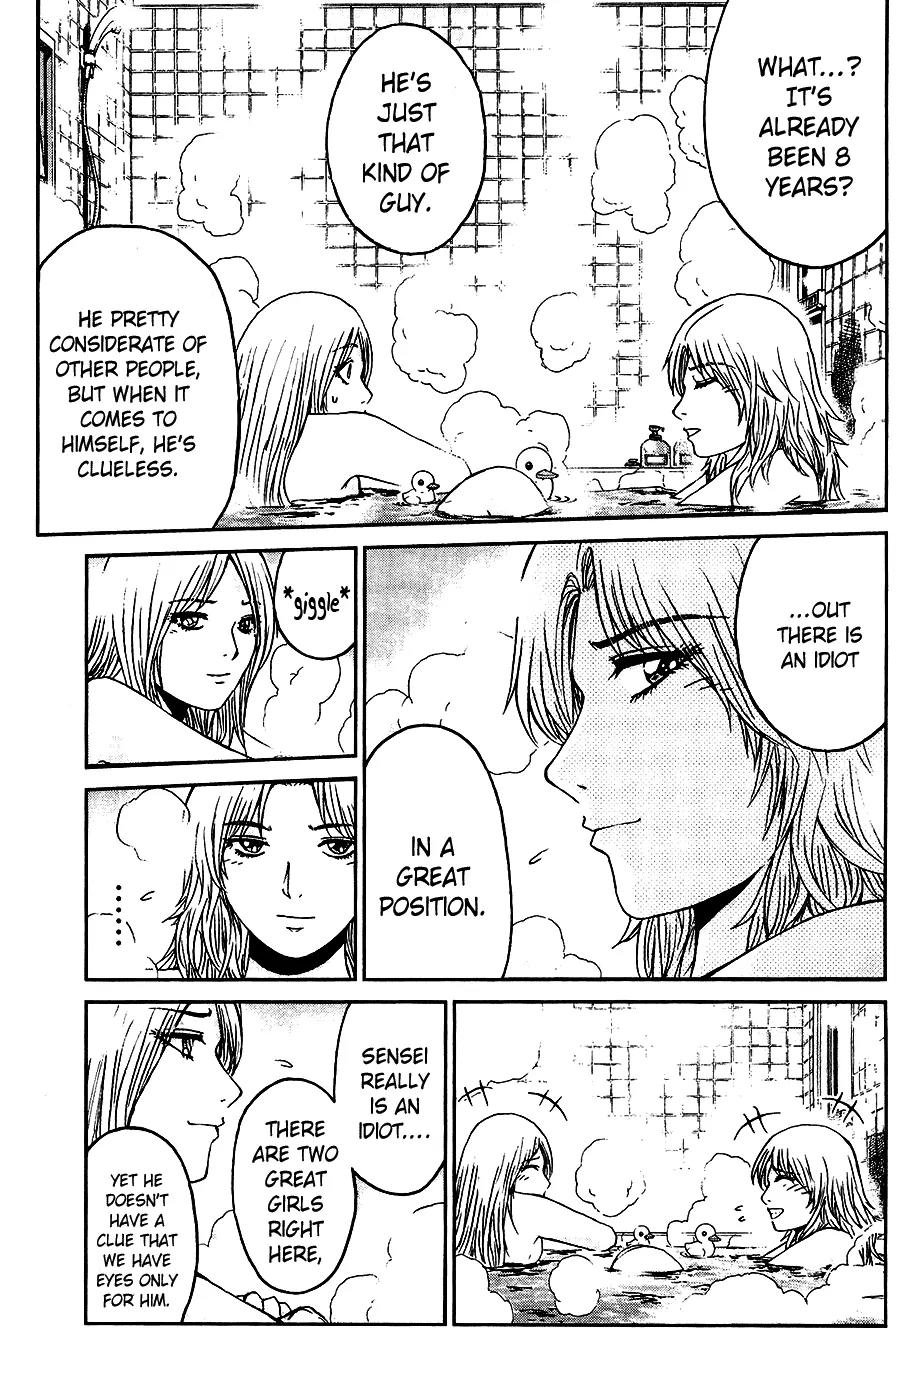 WHAT...?
IT'S
ALREADY
BEEN 8
YEARS?
HE'S
JUST
THAT
KIND OF
GUY.
HE PRETTY
CONSIDERATE OF
OTHER PEOPLE,
BUT WHEN IT
COMES TO
HIMSELF, HE'S
CLUELESS.
...OUT
THERE IS
AN IDIOT
IN A
GREAT
POSITION.
*giggle*
......
SENSEI
REALLY
IS AN
IDIOT....
THERE
ARE TWO
GREAT
GIRLS
RIGHT
HERE,
YET HE
DOESN'T
HAVE A
CLUE THAT
WE HAVE
EYES ONLY
FOR HIM.